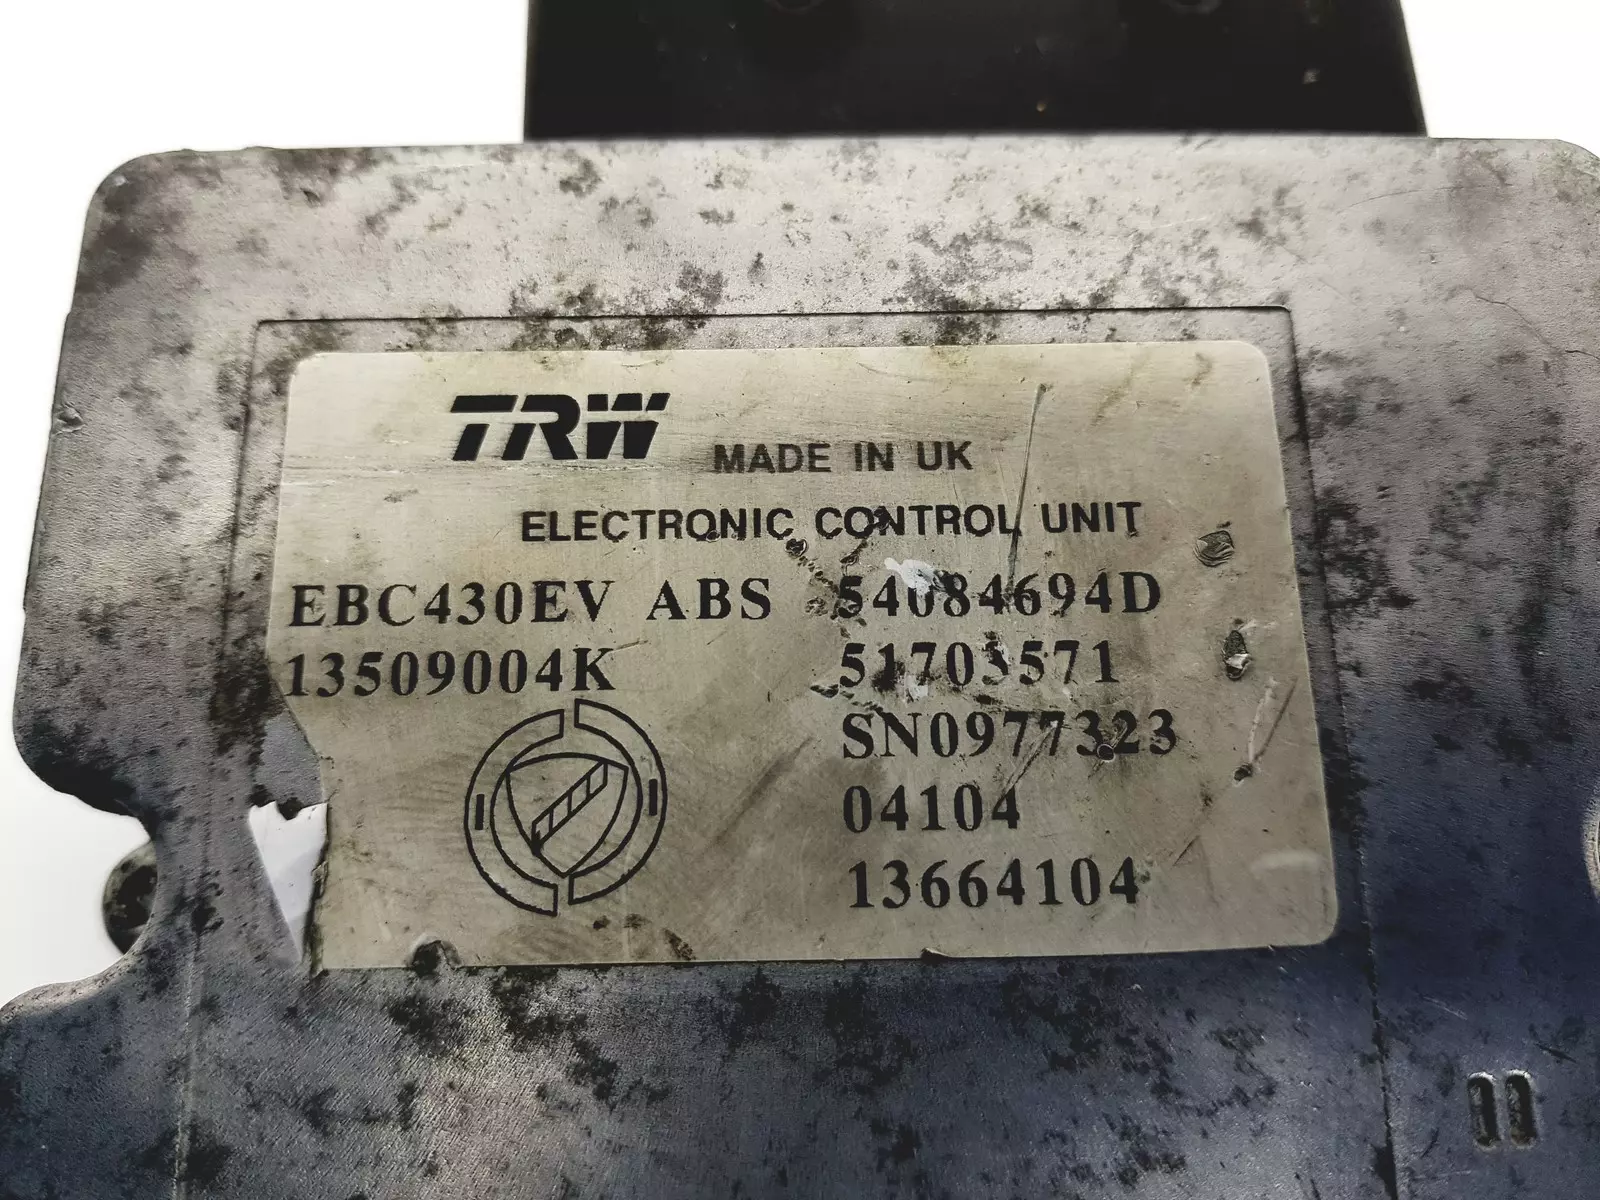 TRW MADE IN UK
ELECTRONIC CONTROL UNIT
EBC430EV ABS 54084694D
13509004K 51703571
SN0977323
04104
13664104